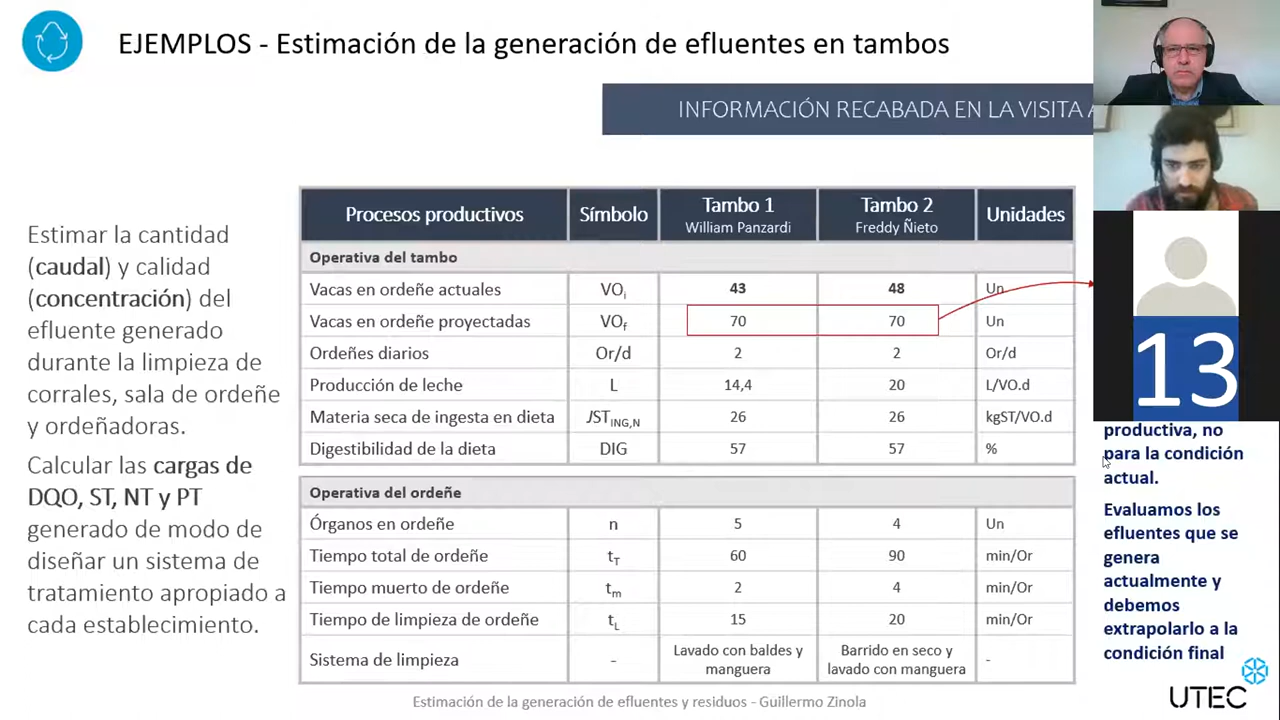 EJEMPLOS - Estimación de la generación de efluentes en tambos
INFORMACIÓN RECABADA EN LA VISITA A
Estimar la cantidad
(caudal) y calidad
(concentración) del
efluente generado
durante la limpieza de
corrales, sala de ordeñe
y ordeñadoras.
Calcular las cargas de
DQO, ST, NT y PT
generado de modo de
diseñar un sistema de
tratamiento apropiado a
cada establecimiento.
Procesos productivos Símbolo Tambo 1 William Panzardi Tambo 2 Freddy Ñieto Unidades
Operativa del tambo
Vacas en ordeñe actuales VOi 43 48 Un
Vacas en ordeñe proyectadas VOf 70 70 Un
Ordeñes diarios Or/d 2 2 Or/d
Producción de leche L 14,4 20 L/VO.d
Materia seca de ingesta en dieta JSTING,N 26 26 kgST/VO.d
Digestibilidad de la dieta DIG 57 57 %
Operativa del ordeñe
Órganos en ordeñe n 5 4 Un
Tiempo total de ordeñe tT 60 90 min/Or
Tiempo muerto de ordeñe tm 2 4 min/Or
Tiempo de limpieza de ordeñe tL 15 20 min/Or
Sistema de limpieza - Lavado con baldes y manguera Barrido en seco y lavado con manguera -
13
productiva, no
para la condición
actual.
Evaluamos los
efluentes que se
genera
actualmente y
debemos
extrapolarlo a la
condición final
Estimación de la generación de efluentes y residuos - Guillermo Zinola
UTEC